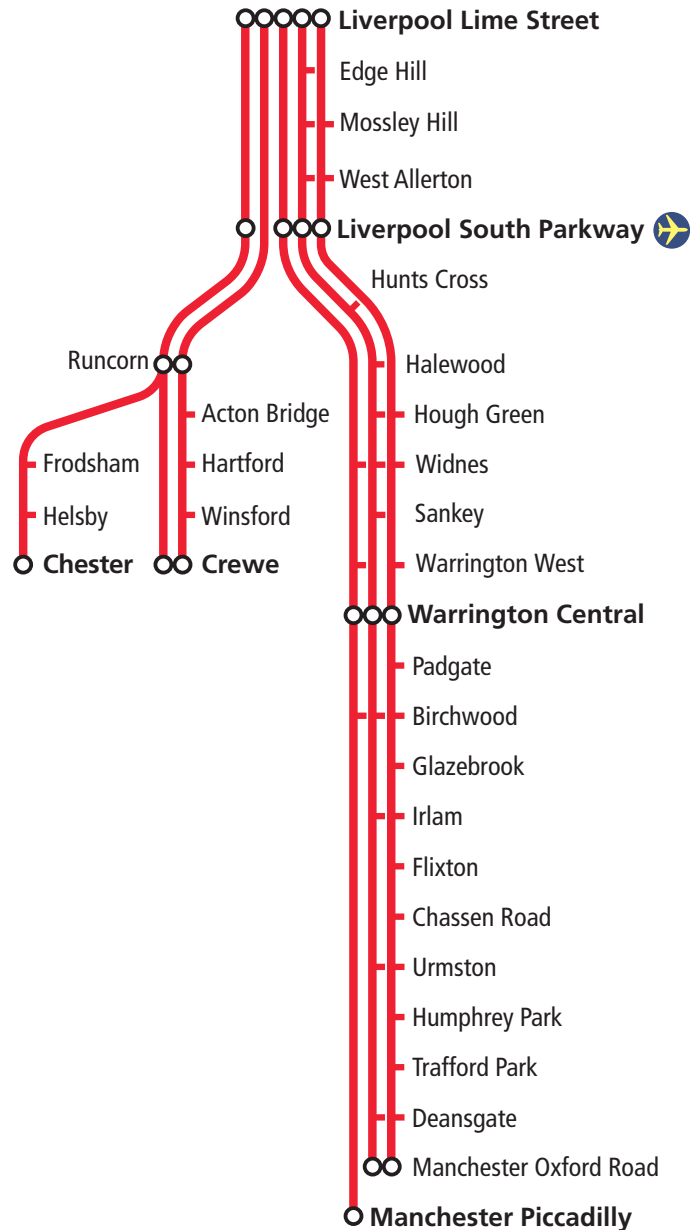 Liverpool Lime Street
Edge Hill
Mossley Hill
West Allerton
Liverpool South Parkway
Hunts Cross
Runcorn
Halewood
Acton Bridge
Hough Green
Frodsham
Hartford
Widnes
Helsby
Winsford
Sankey
Chester
Crewe
Warrington West
Warrington Central
Padgate
Birchwood
Glazebrook
Irlam
Flixton
Chassen Road
Urmston
Humphrey Park
Trafford Park
Deansgate
Manchester Oxford Road
Manchester Piccadilly